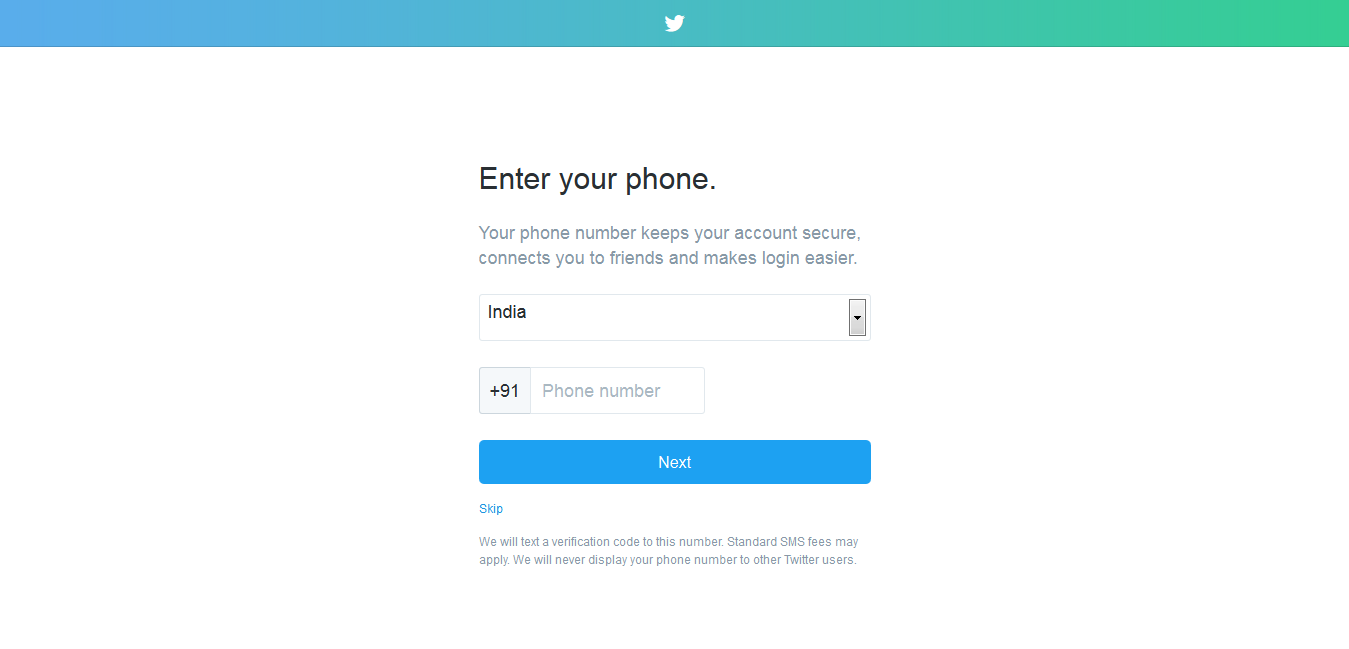 Enter your phone.
Your phone number keeps your account secure,
connects you to friends and makes login easier.
India
+91 Phone number
Next
Skip
We will text a verification code to this number. Standard SMS fees may
apply. We will never display your phone number to other Twitter users.